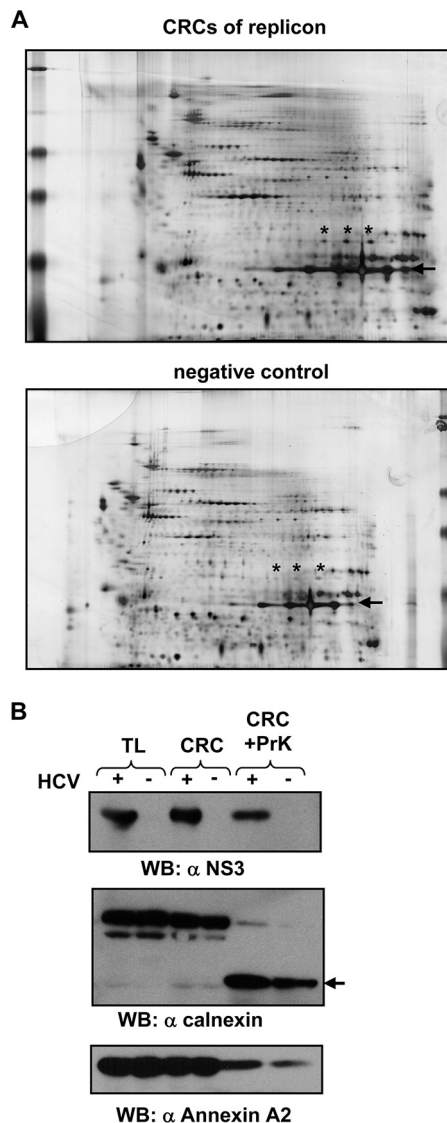 A
CRCs of replicon
* * *
negative control
* * *
B
TL CRC CRC +PrK
HCV + - + - + -
WB: α NS3
WB: α calnexin
WB: α Annexin A2